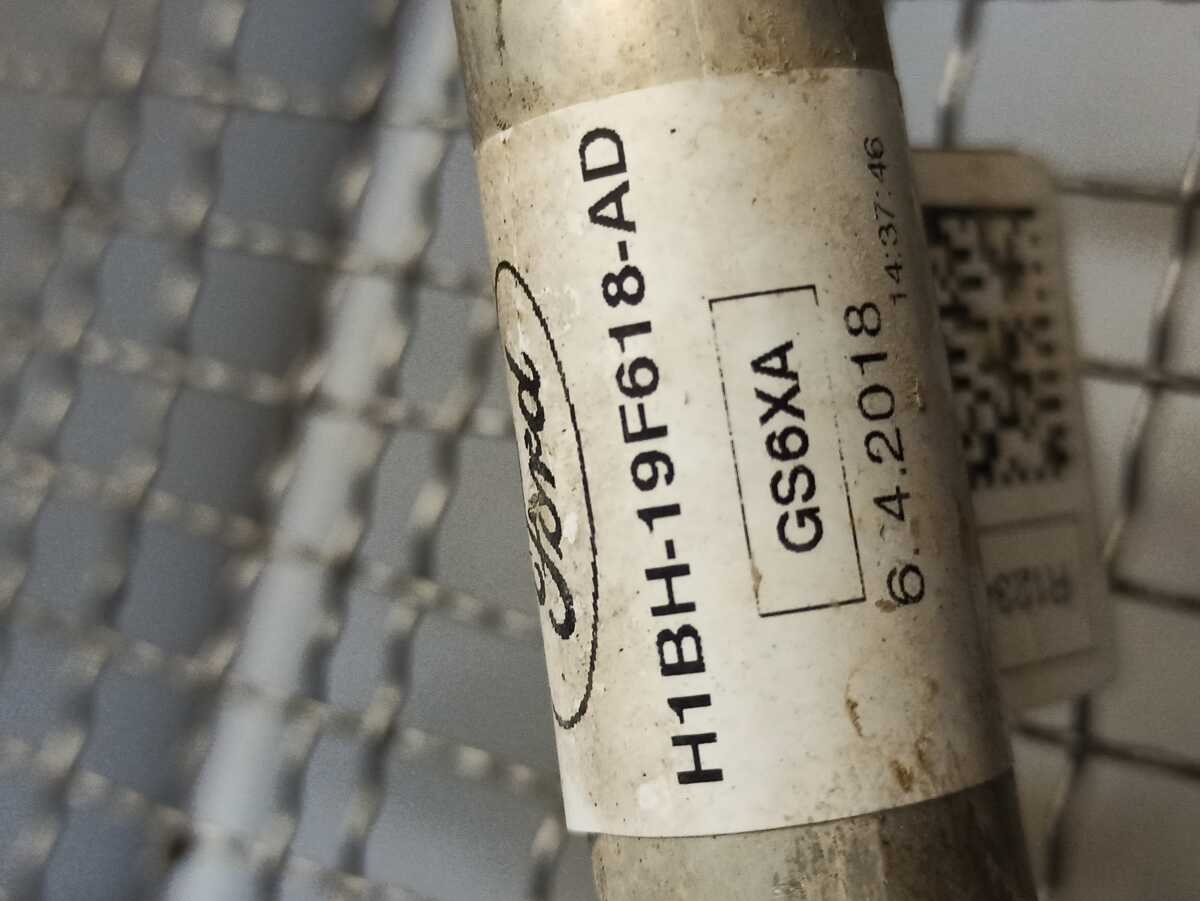 Ford
H1BH-19F618-AD
GS6XA
6. 4.2018 14:37:46